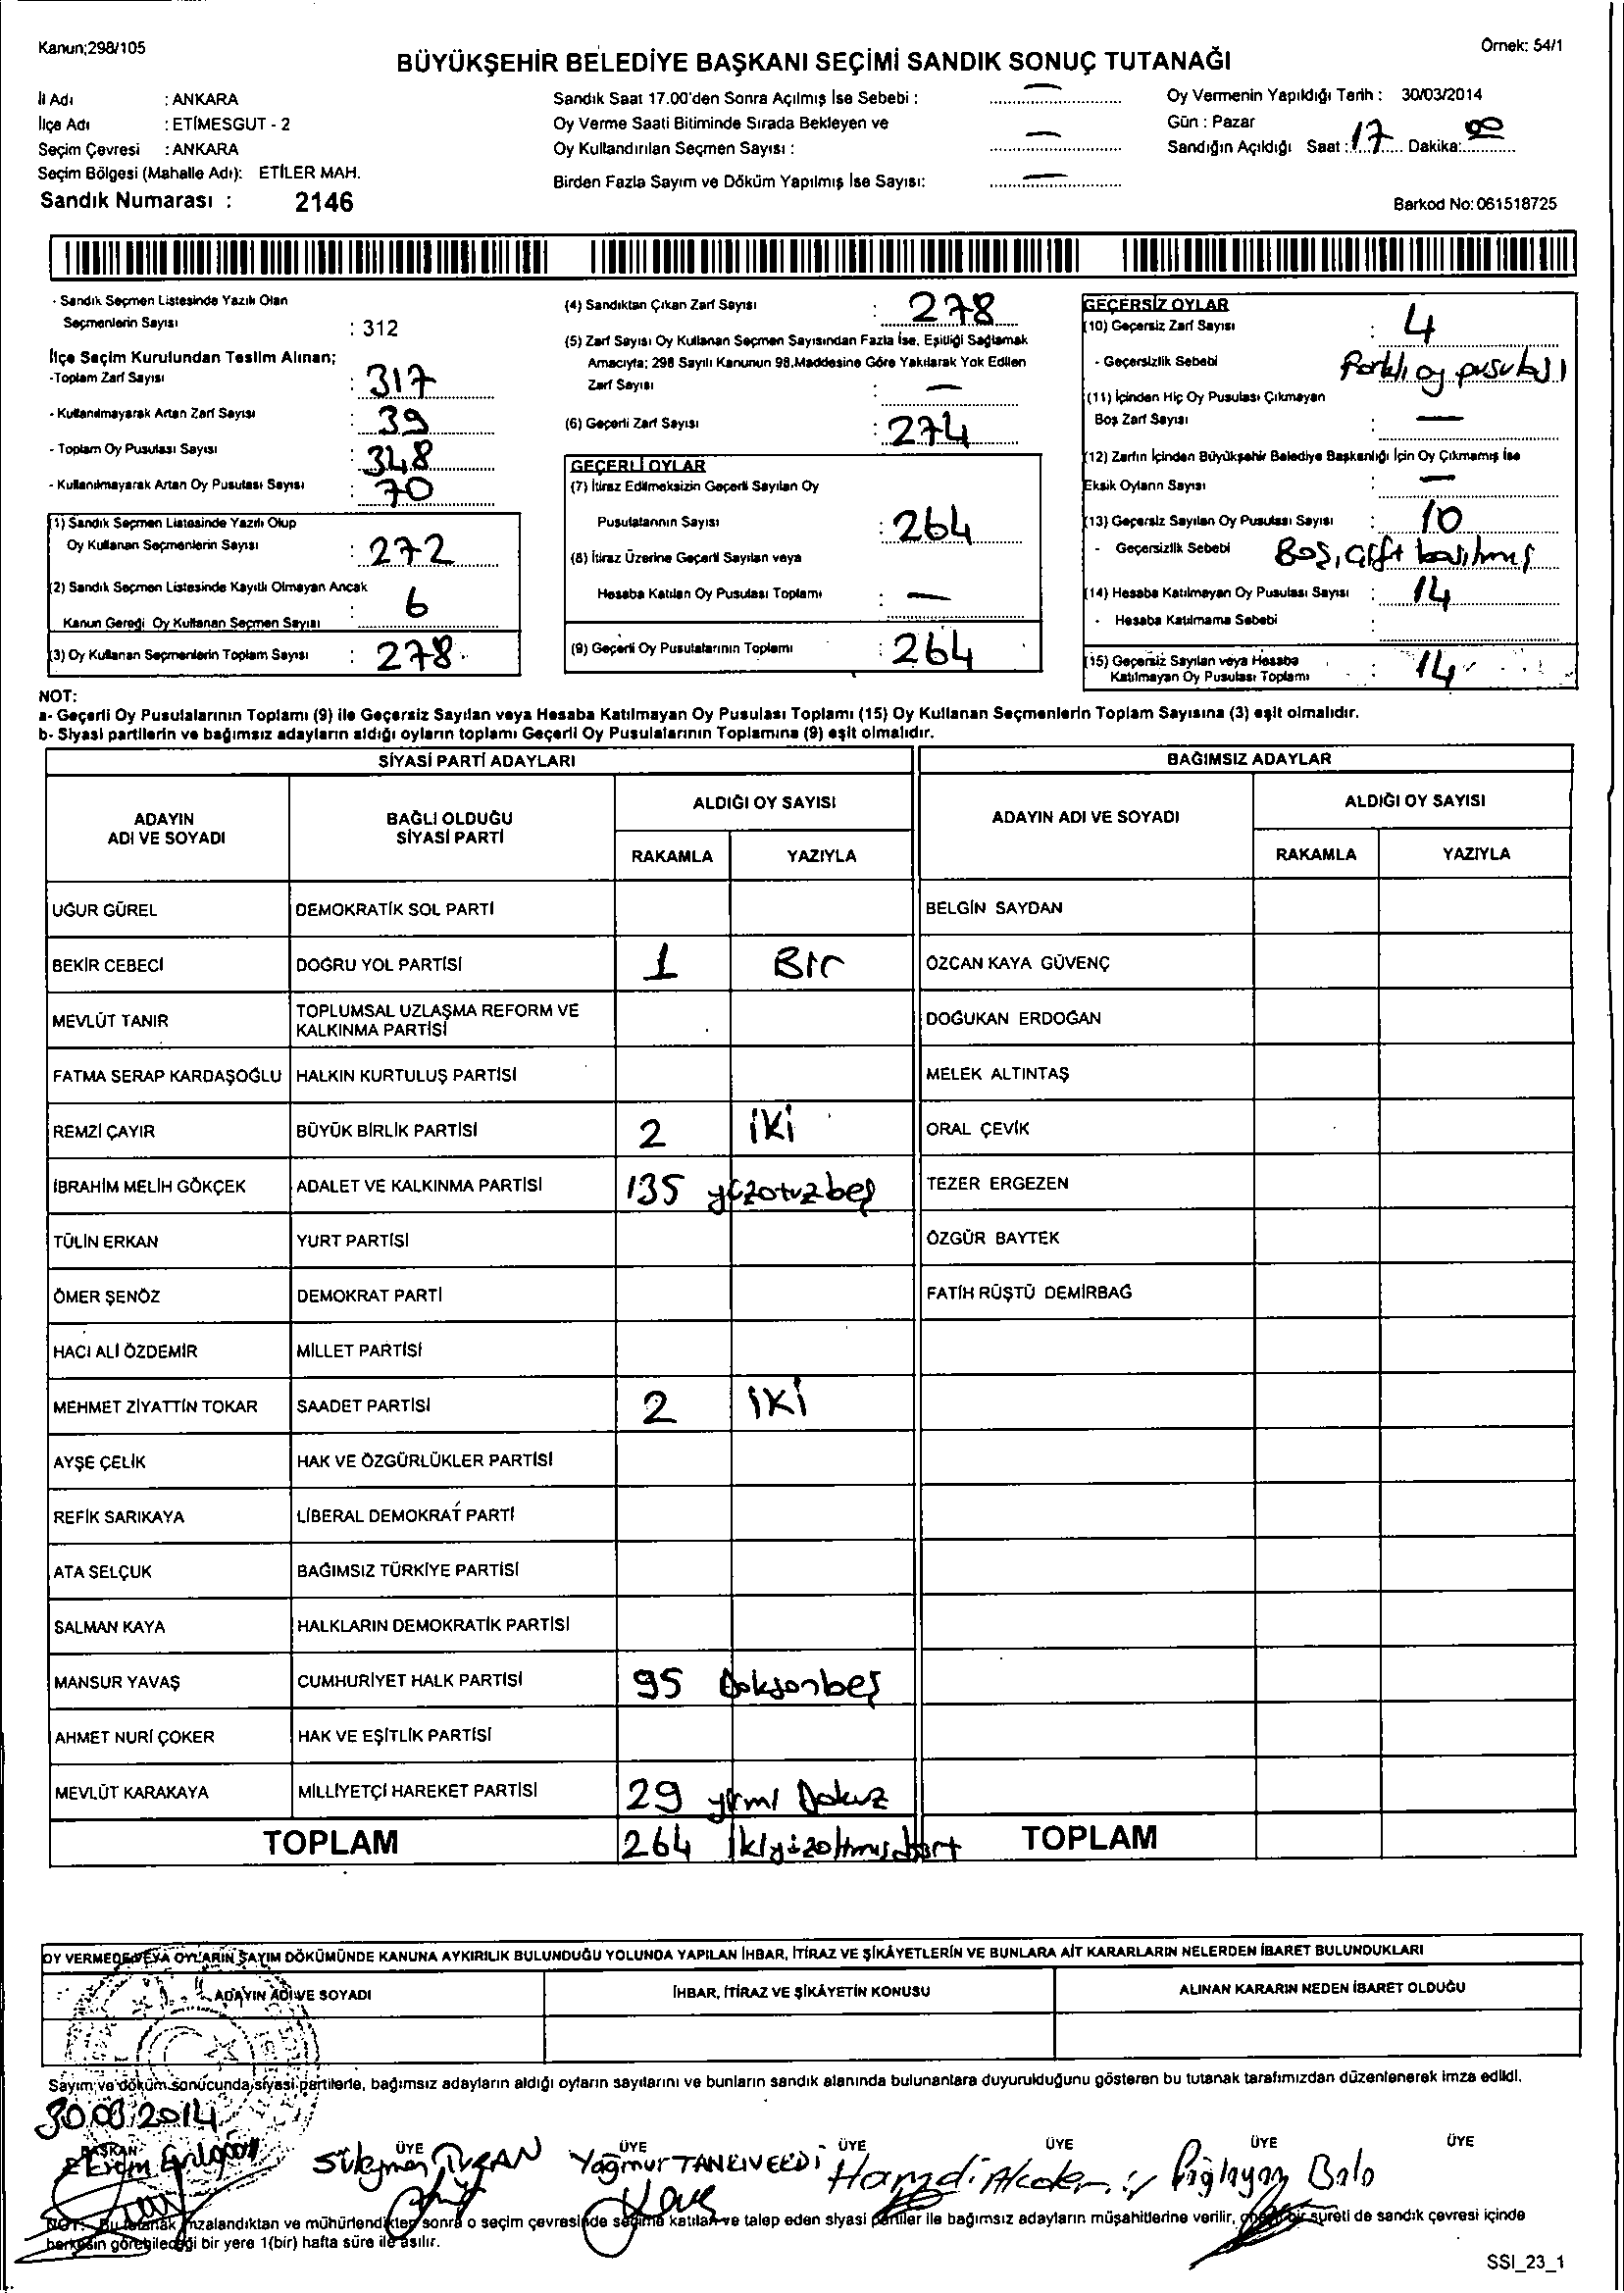 Kanun;298/105
Örnek: 54/1
BÜYÜKŞEHİR BELEDİYE BAŞKANI SEÇİMİ SANDIK SONUÇ TUTANAĞI
İl Adı : ANKARA
İlçe Adı : ETİMESGUT - 2
Seçim Çevresi : ANKARA
Seçim Bölgesi (Mahalle Adı): ETİLER MAH.
Sandık Numarası : 2146
Sandık Saat 17.00'den Sonra Açılmış İse Sebebi : —
Oy Verme Saati Bitiminde Sırada Bekleyen ve
Oy Kullandırılan Seçmen Sayısı : —
Birden Fazla Sayım ve Döküm Yapılmış İse Sayısı: —
Oy Vermenin Yapıldığı Tarih : 30/03/2014
Gün : Pazar
Sandığın Açıldığı Saat : 17 Dakika: 00
Barkod No: 061518725
- Sandık Seçmen Listesinde Yazılı Olan
Seçmenlerin Sayısı : 312
İlçe Seçim Kurulundan Teslim Alınan;
-Toplam Zarf Sayısı : 317
- Kullanılmayarak Artan Zarf Sayısı : 39
- Toplam Oy Pusulası Sayısı : 348
- Kullanılmayarak Artan Oy Pusulası Sayısı : 70
(1) Sandık Seçmen Listesinde Yazılı Olup
Oy Kullanan Seçmenlerin Sayısı : 272
(2) Sandık Seçmen Listesinde Kayıtlı Olmayan Ancak
Kanun Gereği Oy Kullanan Seçmen Sayısı : 6
(3) Oy Kullanan Seçmenlerin Toplam Sayısı : 278
(4) Sandıktan Çıkan Zarf Sayısı : 278
(5) Zarf Sayısı Oy Kullanan Seçmen Sayısından Fazla İse, Eşitliği Sağlamak
Amacıyla; 298 Sayılı Kanunun 98.Maddesine Göre Yakılarak Yok Edilen
Zarf Sayısı : —
(6) Geçerli Zarf Sayısı : 274
GEÇERLİ OYLAR
(7) İtiraz Edilmeksizin Geçerli Sayılan Oy
Pusulalarının Sayısı : 264
(8) İtiraz Üzerine Geçerli Sayılan veya
Hesaba Katılan Oy Pusulası Toplamı : —
(9) Geçerli Oy Pusulalarının Toplamı : 264
GEÇERSİZ OYLAR
(10) Geçersiz Zarf Sayısı : 4
- Geçersizlik Sebebi Farklı oy pusulası
(11) İçinden Hiç Oy Pusulası Çıkmayan
Boş Zarf Sayısı : —
(12) Zarfın İçinden Büyükşehir Belediye Başkanlığı İçin Oy Çıkmamış İse
Eksik Oyların Sayısı : —
(13) Geçersiz Sayılan Oy Pusulası Sayısı : 10
- Geçersizlik Sebebi Boş, çift basılmış
(14) Hesaba Katılmayan Oy Pusulası Sayısı : 14
- Hesaba Katılmama Sebebi :
(15) Geçersiz Sayılan veya Hesaba
Katılmayan Oy Pusulası Toplamı : 14
NOT:
a- Geçerli Oy Pusulalarının Toplamı (9) ile Geçersiz Sayılan veya Hesaba Katılmayan Oy Pusulası Toplamı (15) Oy Kullanan Seçmenlerin Toplam Sayısına (3) eşit olmalıdır.
b- Siyasi partilerin ve bağımsız adayların aldığı oyların toplamı Geçerli Oy Pusulalarının Toplamına (9) eşit olmalıdır.
SİYASİ PARTİ ADAYLARI BAĞIMSIZ ADAYLAR
ADAYIN
ADI VE SOYADI
BAĞLI OLDUĞU
SİYASİ PARTİ
ALDIĞI OY SAYISI
RAKAMLA YAZIYLA
ADAYIN ADI VE SOYADI
ALDIĞI OY SAYISI
RAKAMLA YAZIYLA
UĞUR GÜREL DEMOKRATİK SOL PARTİ BELGİN SAYDAN
BEKİR CEBECİ DOĞRU YOL PARTİSİ 1 Bir ÖZCAN KAYA GÜVENÇ
MEVLÜT TANIR TOPLUMSAL UZLAŞMA REFORM VE
KALKINMA PARTİSİ DOĞUKAN ERDOĞAN
FATMA SERAP KARDAŞOĞLU HALKIN KURTULUŞ PARTİSİ MELEK ALTINTAŞ
REMZİ ÇAYIR BÜYÜK BİRLİK PARTİSİ 2 iki ORAL ÇEVİK
İBRAHİM MELİH GÖKÇEK ADALET VE KALKINMA PARTİSİ 135 yüzotuzbeş TEZER ERGEZEN
TÜLİN ERKAN YURT PARTİSİ ÖZGÜR BAYTEK
ÖMER ŞENÖZ DEMOKRAT PARTİ FATİH RÜŞTÜ DEMİRBAĞ
HACI ALİ ÖZDEMİR MİLLET PARTİSİ
MEHMET ZİYATTİN TOKAR SAADET PARTİSİ 2 iki
AYŞE ÇELİK HAK VE ÖZGÜRLÜKLER PARTİSİ
REFİK SARIKAYA LİBERAL DEMOKRAT PARTİ
ATA SELÇUK BAĞIMSIZ TÜRKİYE PARTİSİ
SALMAN KAYA HALKLARIN DEMOKRATİK PARTİSİ
MANSUR YAVAŞ CUMHURİYET HALK PARTİSİ 95 Doksanbeş
AHMET NURİ ÇOKER HAK VE EŞİTLİK PARTİSİ
MEVLÜT KARAKAYA MİLLİYETÇİ HAREKET PARTİSİ 29 yirmi Dokuz
TOPLAM 264 ikiyüzaltmışdört TOPLAM
OY VERMEDE VEYA OYLARIN SAYIM DÖKÜMÜNDE KANUNA AYKIRILIK BULUNDUĞU YOLUNDA YAPILAN İHBAR, İTİRAZ VE ŞİKÂYETLERİN VE BUNLARA AİT KARARLARIN NELERDEN İBARET BULUNDUKLARI
ADAYIN ADI VE SOYADI İHBAR, İTİRAZ VE ŞİKÂYETİN KONUSU ALINAN KARARIN NEDEN İBARET OLDUĞU
Sayım ve döküm sonucunda siyasi partilerle, bağımsız adayların aldığı oyların sayılarını ve bunların sandık alanında bulunanlara duyurulduğunu gösteren bu tutanak tarafımızdan düzenlenerek imza edildi.
30.03.2014
BAŞKAN ÜYE ÜYE ÜYE ÜYE ÜYE ÜYE
Süleyman Yağmur TANRIVERDİ Hamdi Çağlayan Bala
NOT: Bu tutanak imzalandıktan ve mühürlendikten sonra o seçim çevresinde seçime katılan ve talep eden siyasi partiler ile bağımsız adayların müşahitlerine verilir, diğer bir sureti de sandık çevresi içinde
herkesin görebileceği bir yere 1(bir) hafta süre ile asılır.
SSI_23_1